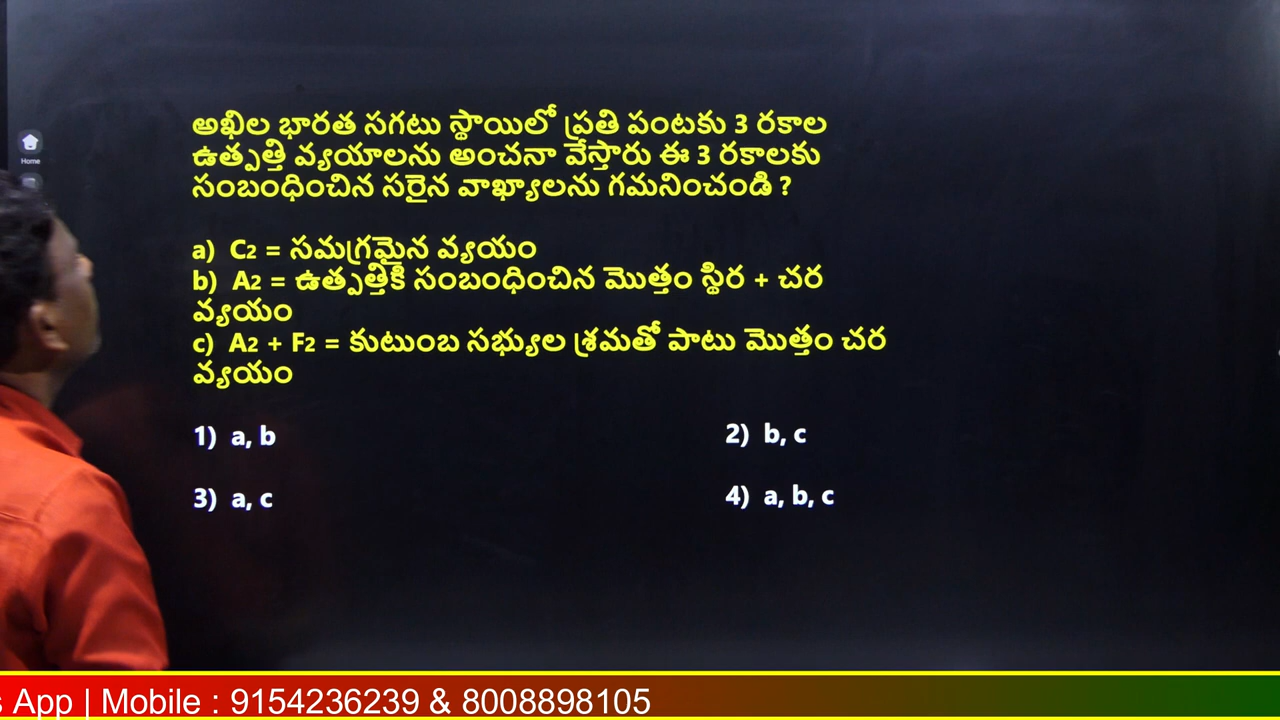 అఖిల భారత సగటు స్థాయిలో ప్రతి పంటకు 3 రకాల
ఉత్పత్తి వ్యయాలను అంచనా వేస్తారు ఈ 3 రకాలకు
సంబంధించిన సరైన వాఖ్యాలను గమనించండి ?
a) C2 = సమగ్రమైన వ్యయం
b) A2 = ఉత్పత్తికి సంబంధించిన మొత్తం స్థిర + చర
వ్యయం
c) A2 + F2 = కుటుంబ సభ్యుల శ్రమతో పాటు మొత్తం చర
వ్యయం
1) a, b
2) b, c
3) a, c
4) a, b, c
Home
s App | Mobile : 9154236239 & 8008898105